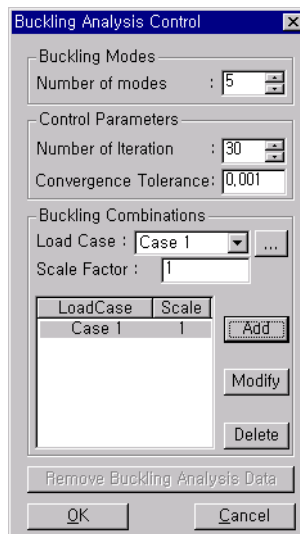 Buckling Analysis Control
Buckling Modes
Number of modes : 5
Control Parameters
Number of Iteration : 30
Convergence Tolerance: 0,001
Buckling Combinations
Load Case : Case 1 ...
Scale Factor : 1
LoadCase Scale
Case 1 1
Add
Modify
Delete
Remove Buckling Analysis Data
OK Cancel